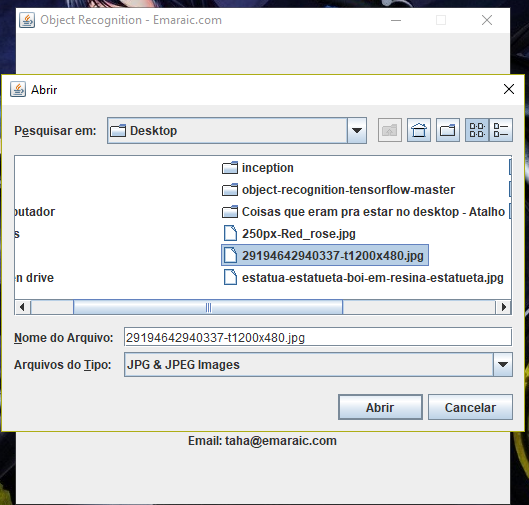 Object Recognition - Emaraic.com
Abrir
Pesquisar em: Desktop
inception
object-recognition-tensorflow-master
putador Coisas que eram pra estar no desktop - Atalho
s 250px-Red_rose.jpg
29194642940337-t1200x480.jpg
en drive estatua-estatueta-boi-em-resina-estatueta.jpg
Nome do Arquivo: 29194642940337-t1200x480.jpg
Arquivos do Tipo: JPG & JPEG Images
Abrir Cancelar
Email: taha@emaraic.com